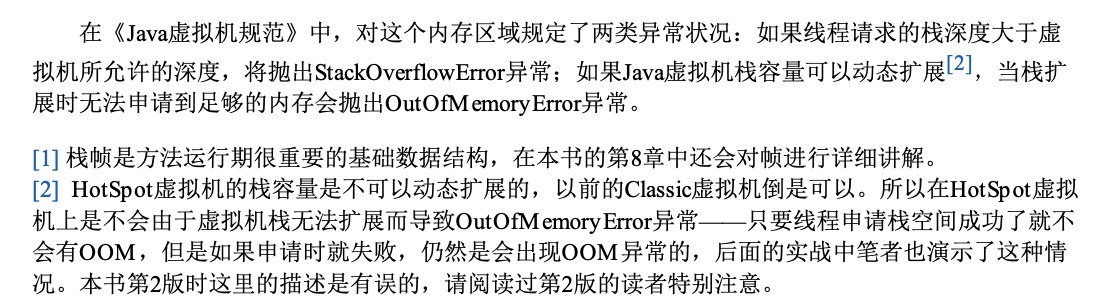 在《Java虚拟机规范》中，对这个内存区域规定了两类异常状况：如果线程请求的栈深度大于虚
拟机所允许的深度，将抛出StackOverflowError异常；如果Java虚拟机栈容量可以动态扩展[2]，当栈扩
展时无法申请到足够的内存会抛出OutOfMemoryError异常。
[1] 栈帧是方法运行期很重要的基础数据结构，在本书的第8章中还会对帧进行详细讲解。
[2] HotSpot虚拟机的栈容量是不可以动态扩展的，以前的Classic虚拟机倒是可以。所以在HotSpot虚拟
机上是不会由于虚拟机栈无法扩展而导致OutOfMemoryError异常——只要线程申请栈空间成功了就不
会有OOM，但是如果申请时就失败，仍然是会出现OOM异常的，后面的实战中笔者也演示了这种情
况。本书第2版时这里的描述是有误的，请阅读过第2版的读者特别注意。